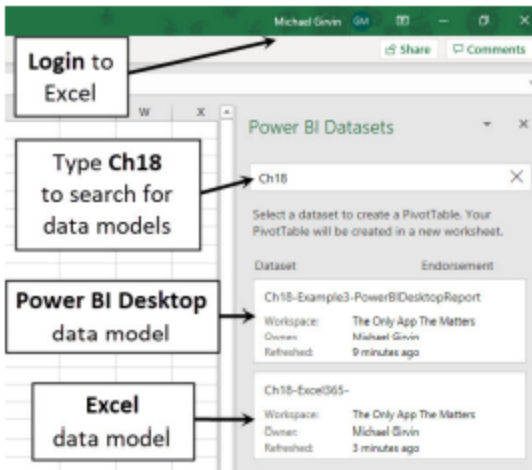 Michael Girvin GM
Share Comments
Login to
Excel
W X
Power BI Datasets
Type Ch18
to search for
data models
Ch18
Select a dataset to create a PivotTable. Your
PivotTable will be created in a new worksheet.
Dataset Endorsement
Power BI Desktop
data model
Ch18-Example3-PowerBIDesktopReport
Workspace: The Only App The Matters
Owner: Michael Girvin
Refreshed: 9 minutes ago
Excel
data model
Ch18-Excel365-
Workspace: The Only App The Matters
Owner: Michael Girvin
Refreshed: 3 minutes ago